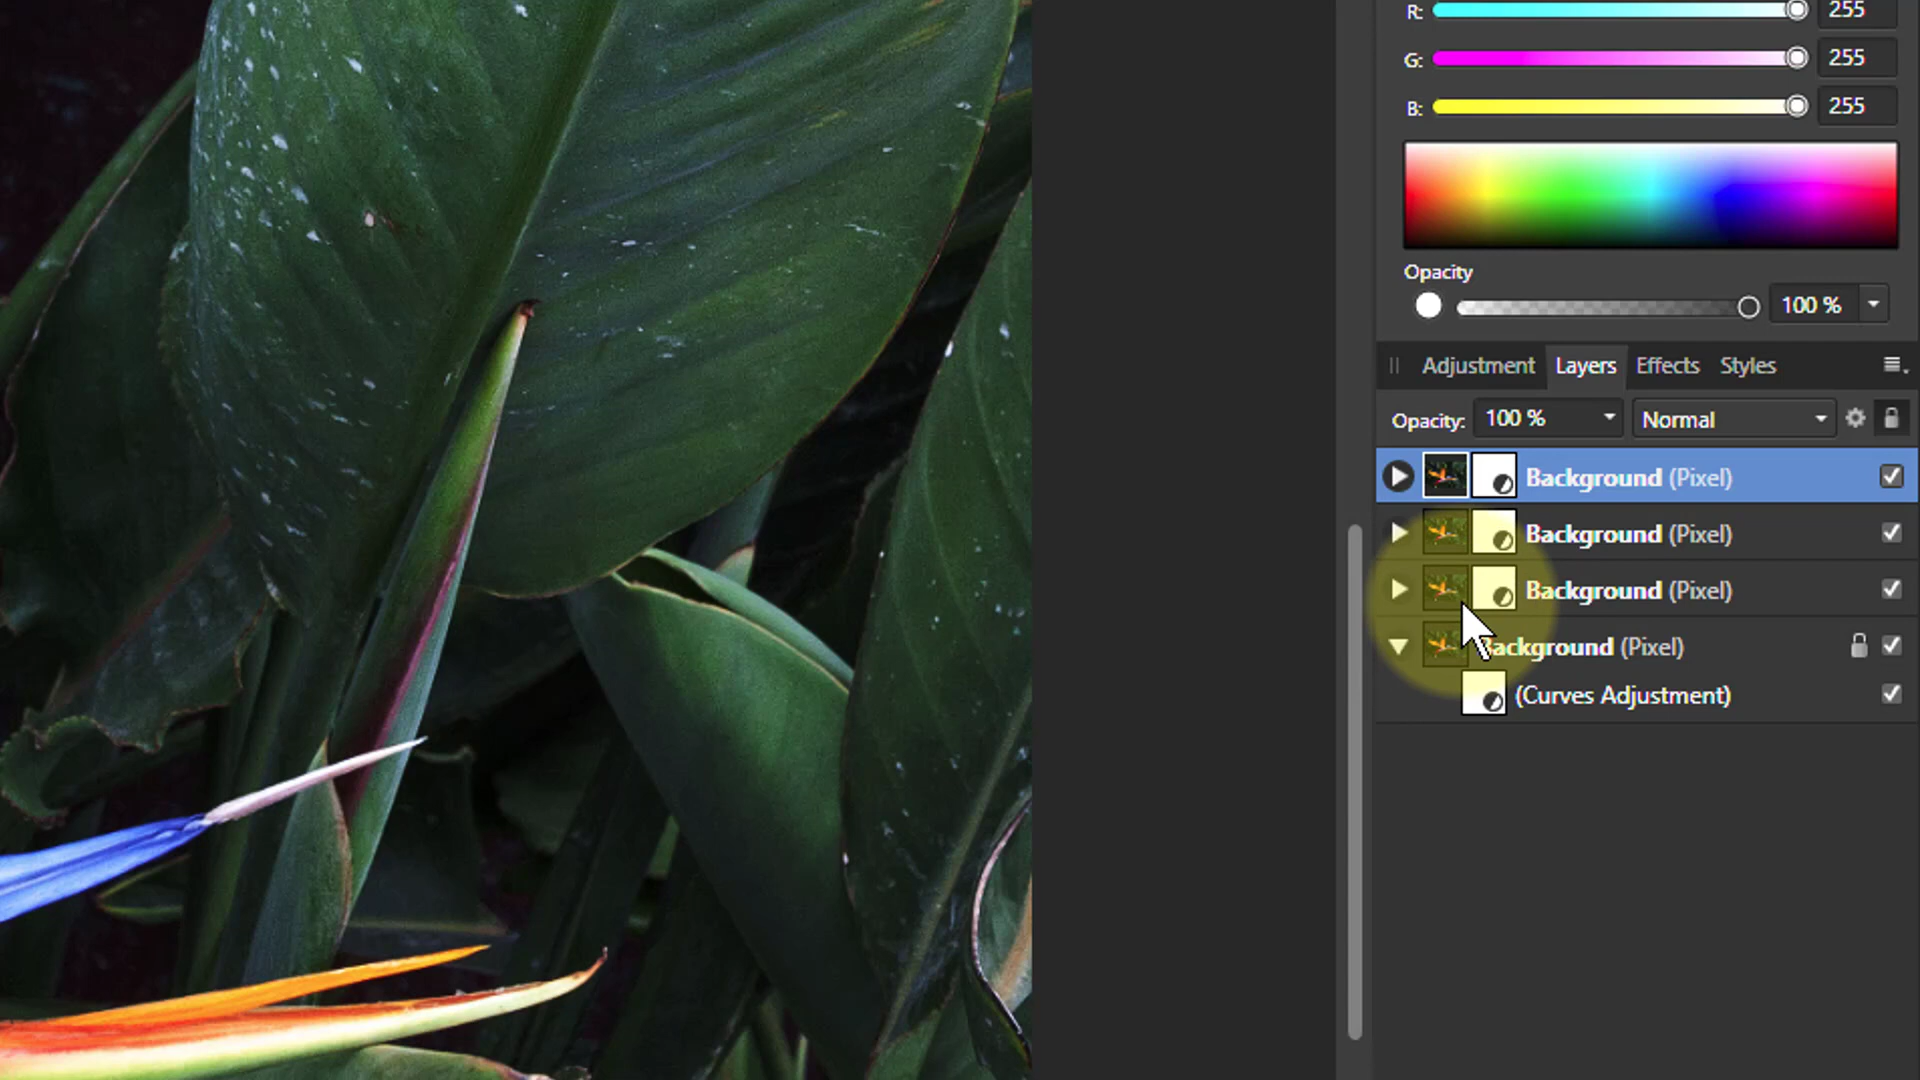 R: 255
G: 255
B: 255
Opacity
100 %
Adjustment Layers Effects Styles
Opacity: 100 % Normal
Background (Pixel)
Background (Pixel)
Background (Pixel)
Background (Pixel)
(Curves Adjustment)